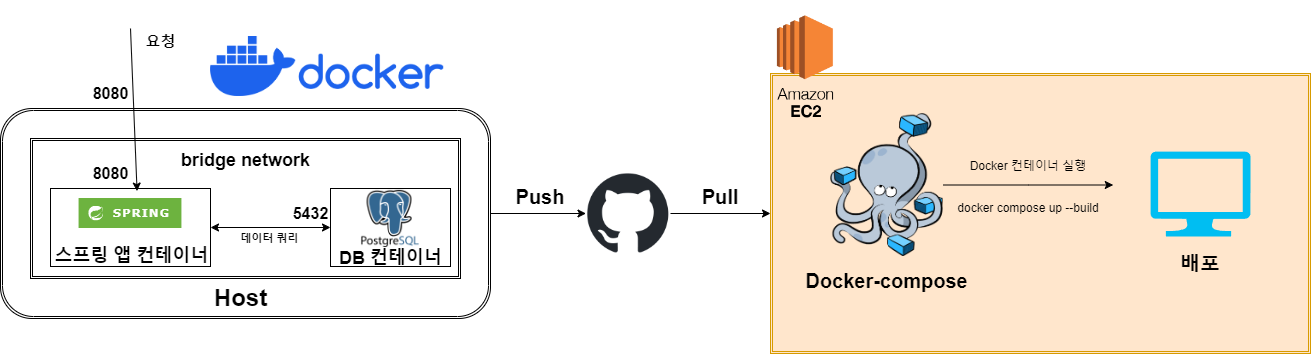 요청
docker
8080
bridge network
8080
SPRING
스프링 앱 컨테이너
5432
데이터 쿼리
PostgreSQL
DB 컨테이너
Host
Push
Pull
Amazon
EC2
Docker 컨테이너 실행
docker compose up --build
Docker-compose
배포